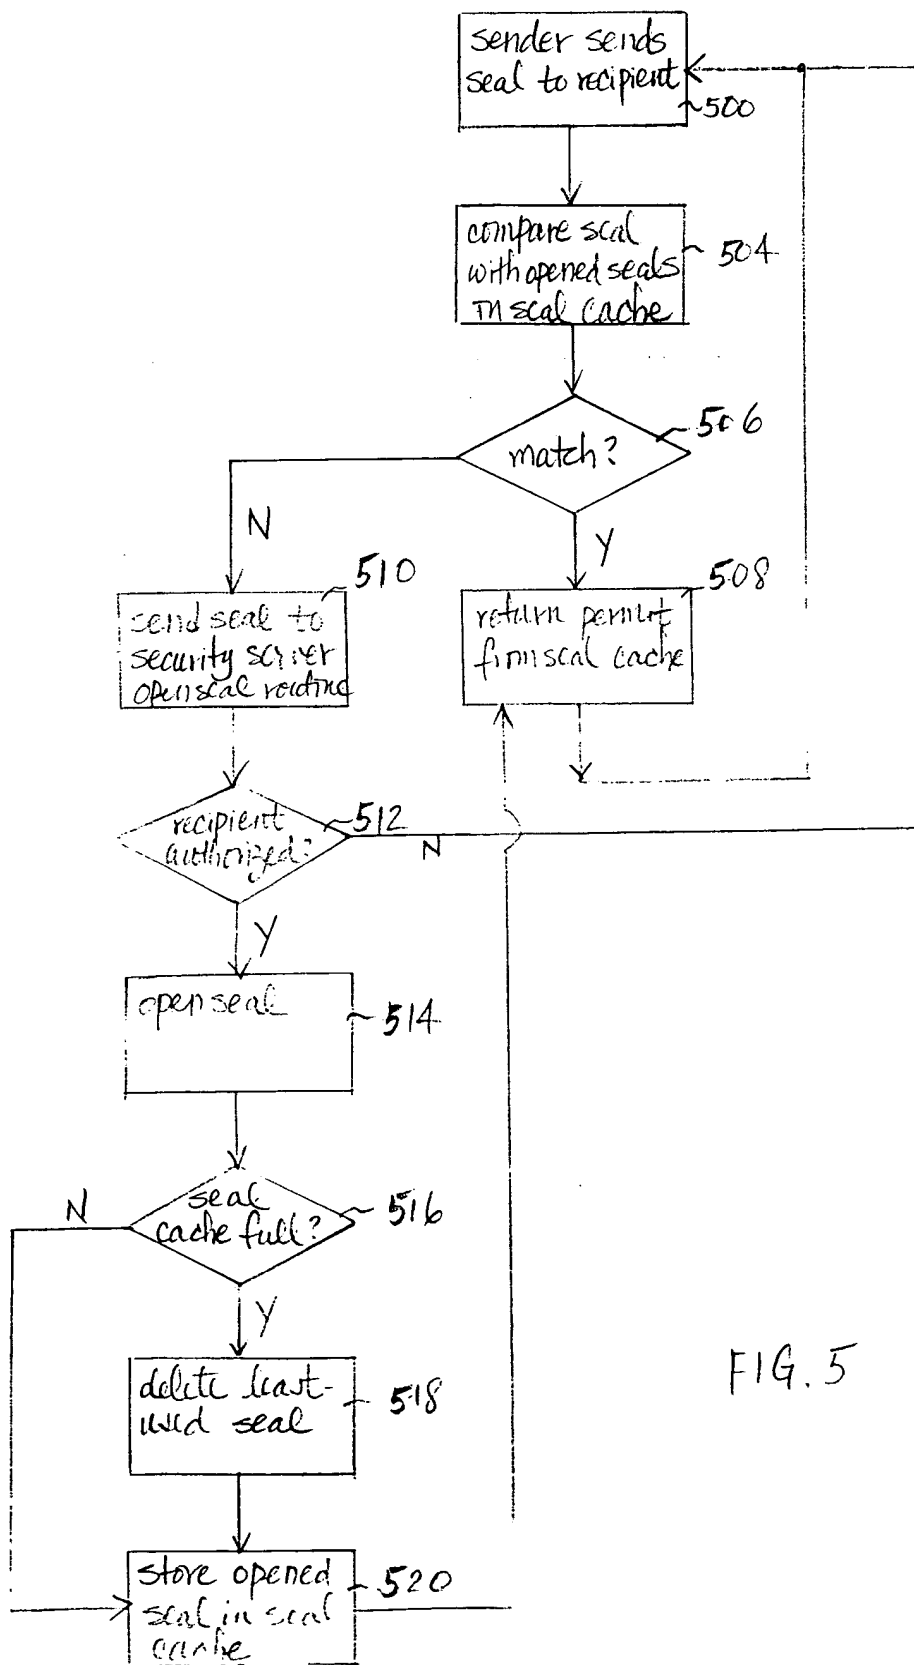 sender sends
seal to recipient
500
compare seal
with opened seals
in seal cache
504
match?
506
N
Y
510
send seal to
security server
open seal routine
508
return permit
from seal cache
recipient
authorized?
512
N
Y
open seal
514
N
seal
cache full?
516
Y
delete least-
used seal
518
FIG. 5
store opened
seal in seal
cache
520